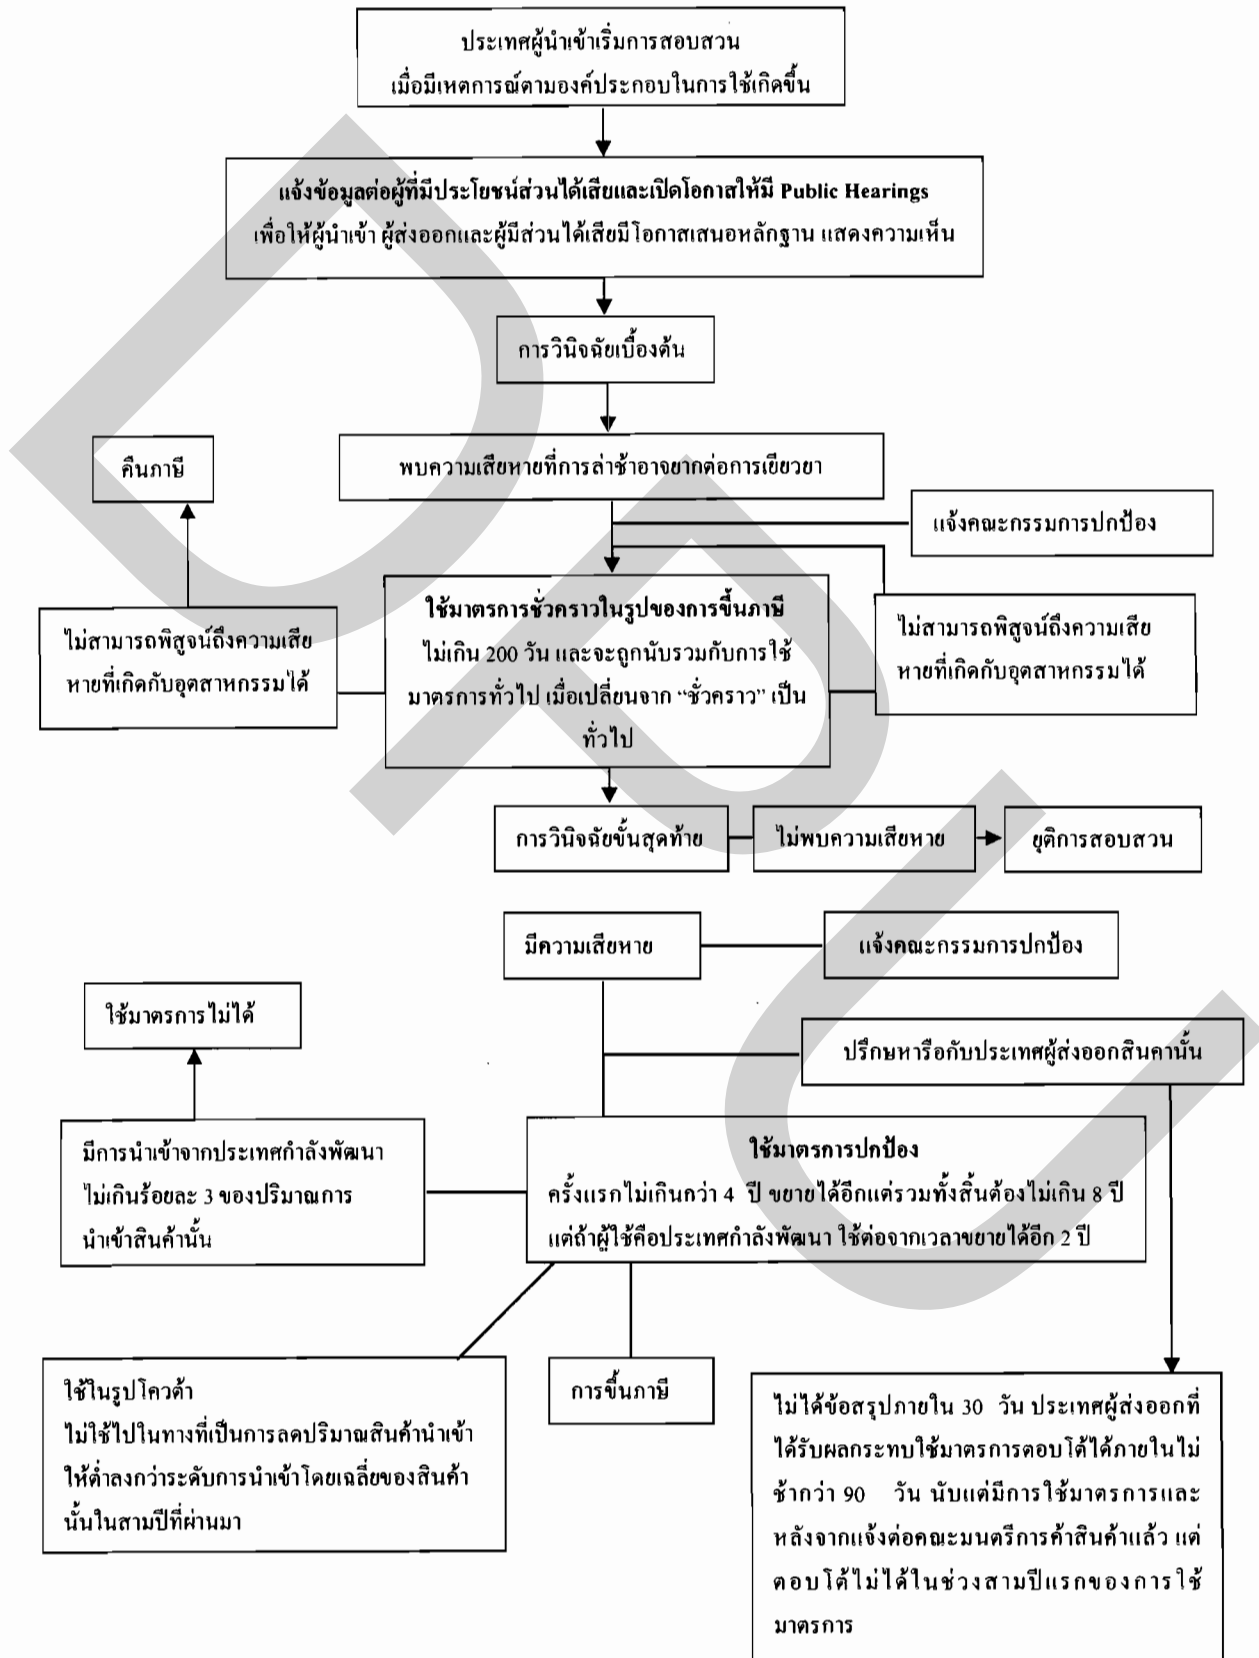 ประเทศผู้นำเข้าเริ่มการสอบสวน
เมื่อมีเหตการณ์ตามองค์ประกอบในการใช้เกิดขึ้น
แจ้งข้อมูลต่อผู้ที่มีประโยชน์ส่วนได้เสียและเปิดโอกาสให้มี Public Hearings
เพื่อให้ผู้นำเข้า ผู้ส่งออกและผู้มีส่วนได้เสียมีโอกาสเสนอหลักฐาน แสดงความเห็น
การวินิจฉัยเบื้องต้น
คืนภาษี
พบความเสียหายที่การล่าช้าอาจยากต่อการเยียวยา
แจ้งคณะกรรมการปกป้อง
ไม่สามารถพิสูจน์ถึงความเสีย
หายที่เกิดกับอุตสาหกรรมได้
ใช้มาตรการชั่วคราวในรูปของการขึ้นภาษี
ไม่เกิน 200 วัน และจะถูกนับรวมกับการใช้
มาตรการทั่วไป เมื่อเปลี่ยนจาก “ชั่วคราว” เป็น
ทั่วไป
ไม่สามารถพิสูจน์ถึงความเสีย
หายที่เกิดกับอุตสาหกรรมได้
การวินิจฉัยขั้นสุดท้าย
ไม่พบความเสียหาย
ยุติการสอบสวน
มีความเสียหาย
แจ้งคณะกรรมการปกป้อง
ใช้มาตรการไม่ได้
ปรึกษหารือกับประเทศผู้ส่งออกสินคานั้น
มีการนำเข้าจากประเทศกำลังพัฒนา
ไม่เกินร้อยละ 3 ของปริมาณการ
นำเข้าสินค้านั้น
ใช้มาตรการปกป้อง
ครั้งแรกไม่เกินกว่า 4 ปี ขยายได้อีกแต่รวมทั้งสิ้นต้องไม่เกิน 8 ปี
แต่ถ้าผู้ใช้คือประเทศกำลังพัฒนา ใช้ต่อจากเวลาขยายได้อีก 2 ปี
ใช้ในรูปโควต้า
ไม่ใช้ไปในทางที่เป็นการลดปริมาณสินค้านำเข้า
ให้ต่ำลงกว่าระดับการนำเข้าโดยเฉลี่ยของสินค้า
นั้นในสามปีที่ผ่านมา
การขึ้นภาษี
ไม่ได้ข้อสรุปภายใน 30 วัน ประเทศผู้ส่งออกที่
ได้รับผลกระทบใช้มาตรการตอบโต้ได้ภายในไม่
ช้ากว่า 90 วัน นับแต่มีการใช้มาตรการและ
หลังจากแจ้งต่อคณะมนตรีการค้าสินค้าแล้ว แต่
ตอบโต้ไม่ได้ในช่วงสามปีแรกของการใช้
มาตรการ
DPU